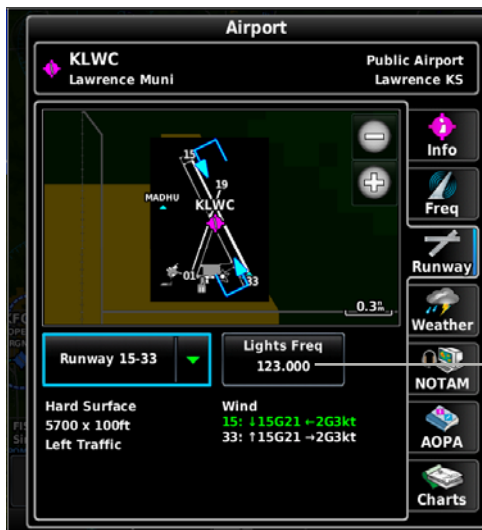 Airport
KLWC
Public Airport
Lawrence Muni
Lawrence KS
15
19
MADHU
KLWC
01
33
0.3
Info
Freq
Runway
Weather
NOTAM
AOPA
Charts
Runway 15-33
Lights Freq
123.000
Hard Surface
5700 x 100ft
Left Traffic
Wind
15: ↓15G21 ←2G3kt
33: ↑15G21 →2G3kt